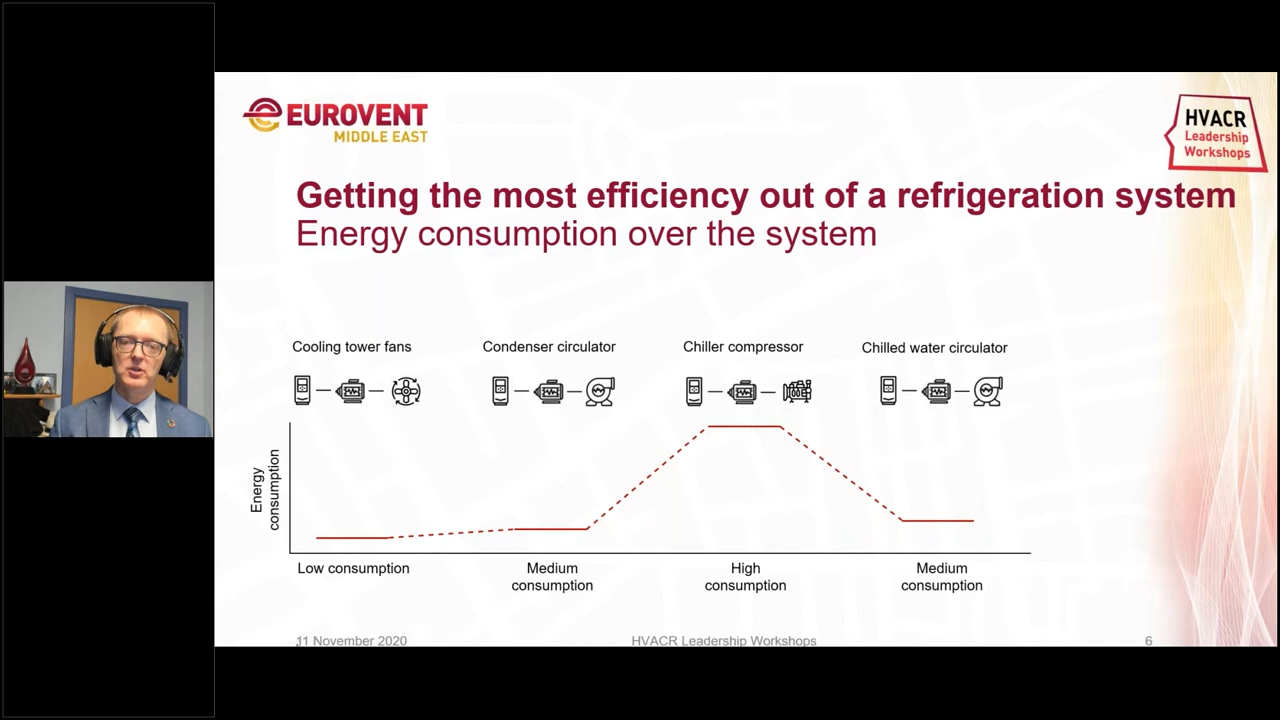 EUROVENT
MIDDLE EAST
HVACR
Leadership
Workshops
Getting the most efficiency out of a refrigeration system
Energy consumption over the system
Cooling tower fans
Condenser circulator
Chiller compressor
Chilled water circulator
Energy
consumption
Low consumption
Medium
consumption
High
consumption
Medium
consumption
11 November 2020
HVACR Leadership Workshops
6